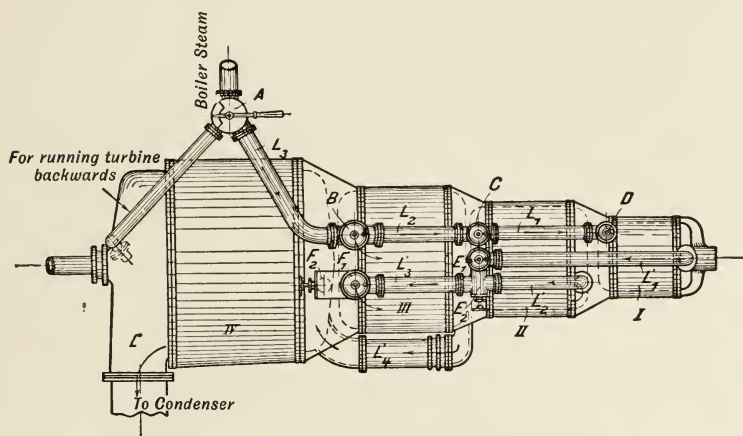 Boiler Steam
A
For running turbine
backwards
L₃
B
C
D
L₂
L₁
F₂
F₁
L'₃
E₁
L'₁
E₂
L'₂
I
II
III
IV
L'₄
L'
To Condenser